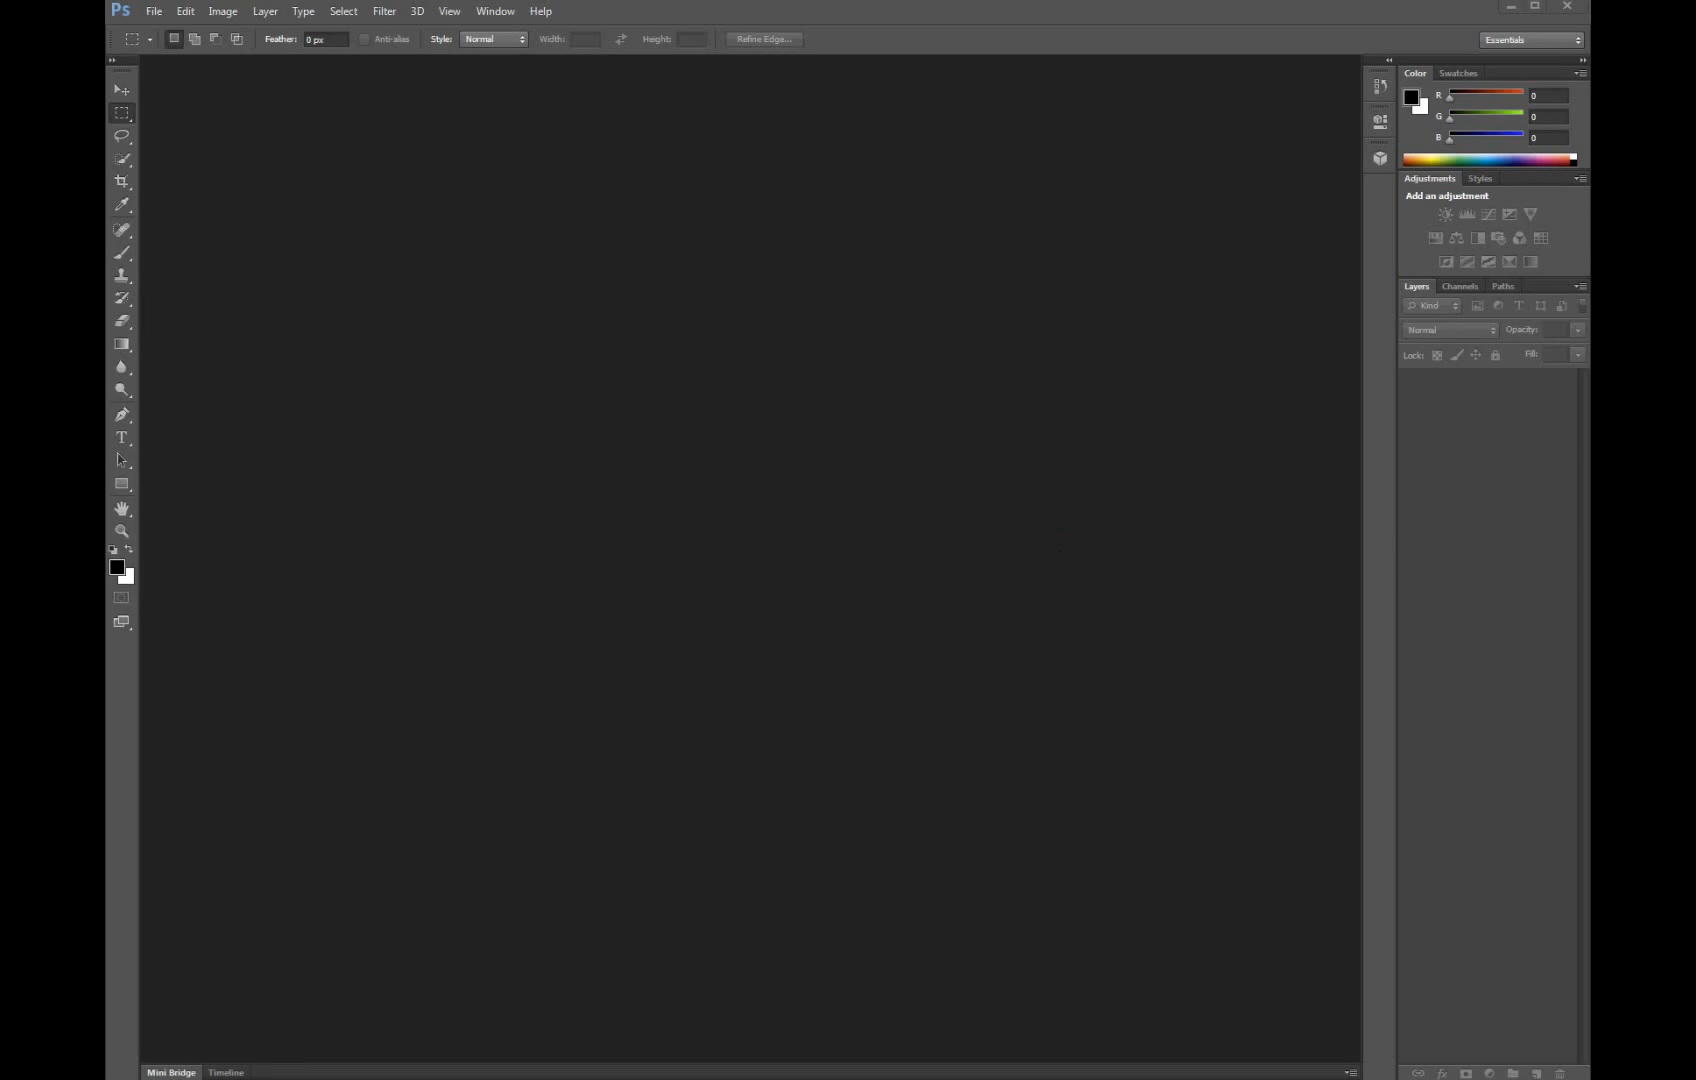 Ps File Edit Image Layer Type Select Filter 3D View Window Help
Feather: 0 px Anti-alias Style: Normal Width: Height: Refine Edge... Essentials
Color Swatches
R 0
G 0
B 0
Adjustments Styles
Add an adjustment
Layers Channels Paths
Kind
Normal Opacity:
Lock: Fill:
Mini Bridge Timeline